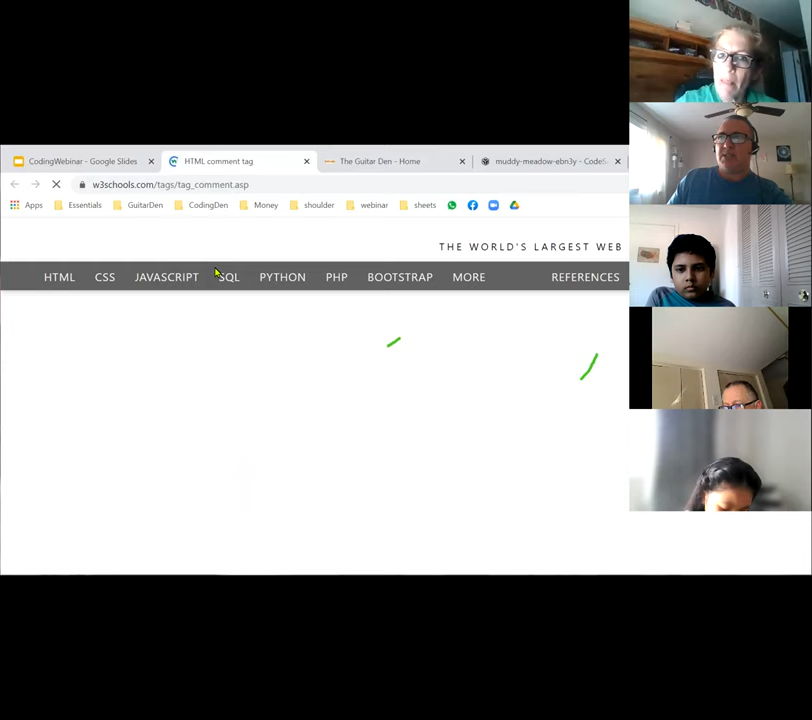 CodingWebinar - Google Slides HTML comment tag The Guitar Den - Home muddy-meadow-ebn3y - CodeS
w3schools.com/tags/tag_comment.asp
Apps Essentials GuitarDen CodingDen Money shoulder webinar sheets
THE WORLD'S LARGEST WEB
HTML CSS JAVASCRIPT SQL PYTHON PHP BOOTSTRAP MORE REFERENCES